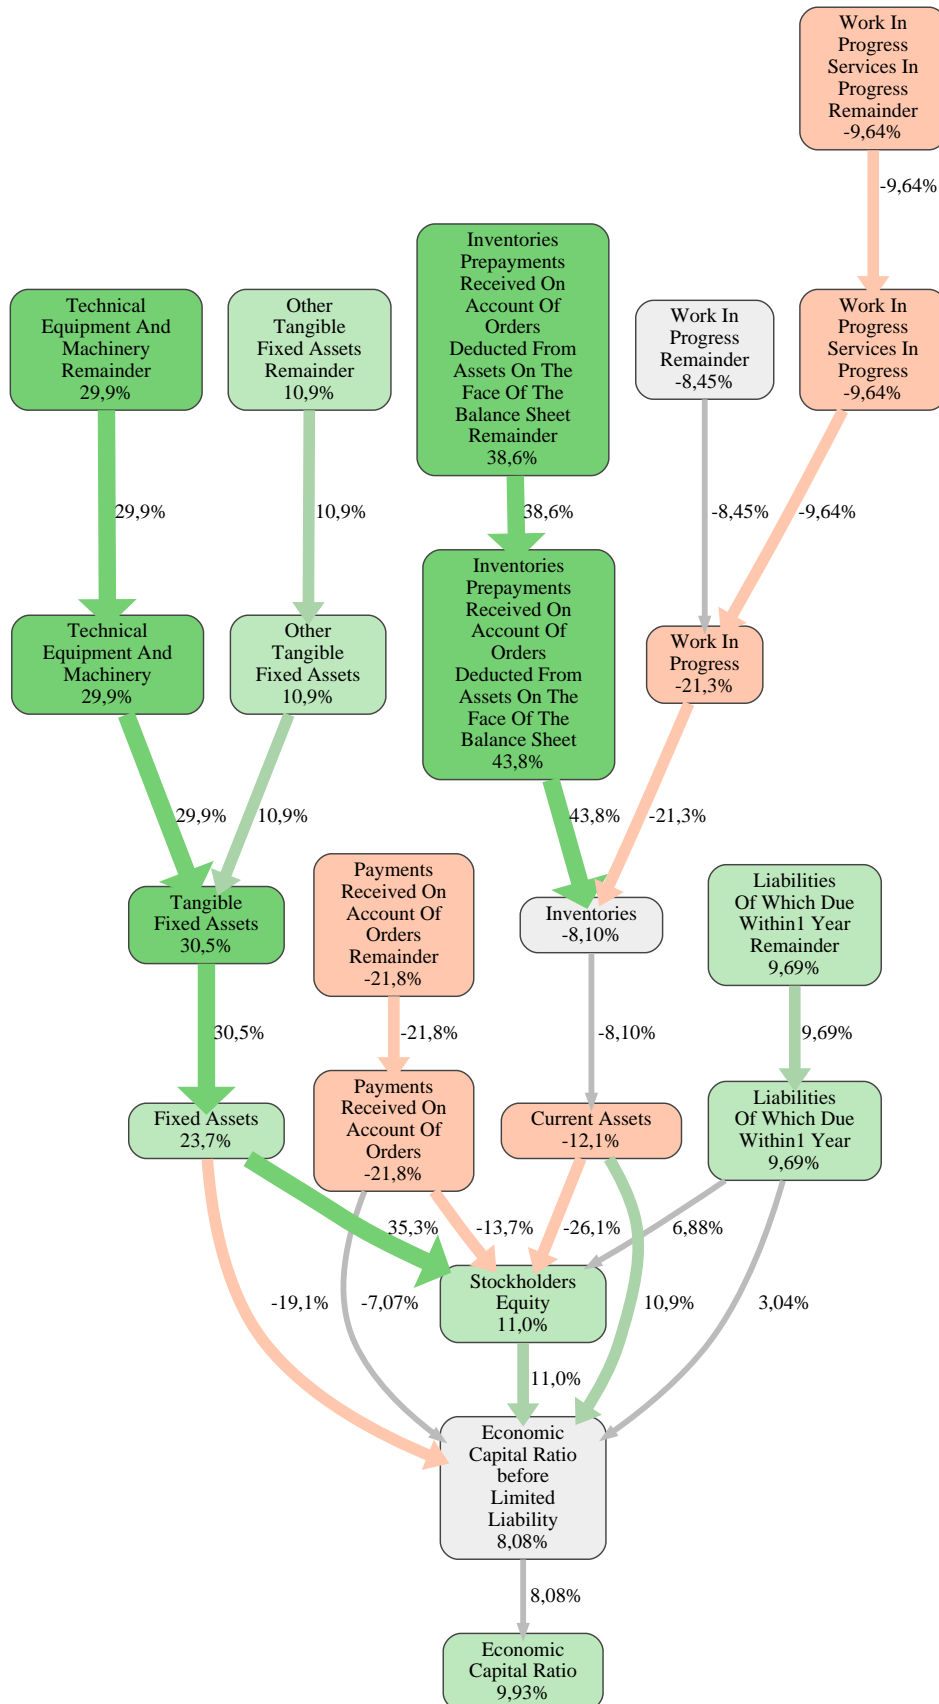 Work In
Progress
Services In
Progress
Remainder
-9,64%
-9,64%
Inventories
Prepayments
Received On
Account Of
Orders
Deducted From
Assets On The
Face Of The
Balance Sheet
Remainder
38,6%
Technical
Equipment And
Machinery
Remainder
29,9%
Other
Tangible
Fixed Assets
Remainder
10,9%
Work In
Progress
Remainder
-8,45%
Work In
Progress
Services In
Progress
-9,64%
29,9%
10,9%
38,6%
-8,45%
-9,64%
Inventories
Prepayments
Received On
Account Of
Orders
Deducted From
Assets On The
Face Of The
Balance Sheet
43,8%
Technical
Equipment And
Machinery
29,9%
Other
Tangible
Fixed Assets
10,9%
Work In
Progress
-21,3%
29,9%
10,9%
43,8%
-21,3%
Payments
Received On
Account Of
Orders
Remainder
-21,8%
Liabilities
Of Which Due
Within1 Year
Remainder
9,69%
Tangible
Fixed Assets
30,5%
Inventories
-8,10%
30,5%
-21,8%
-8,10%
9,69%
Payments
Received On
Account Of
Orders
-21,8%
Liabilities
Of Which Due
Within1 Year
9,69%
Fixed Assets
23,7%
Current Assets
-12,1%
35,3%
-13,7%
-26,1%
6,88%
Stockholders
Equity
11,0%
-19,1%
-7,07%
10,9%
3,04%
11,0%
Economic
Capital Ratio
before
Limited
Liability
8,08%
8,08%
Economic
Capital Ratio
9,93%